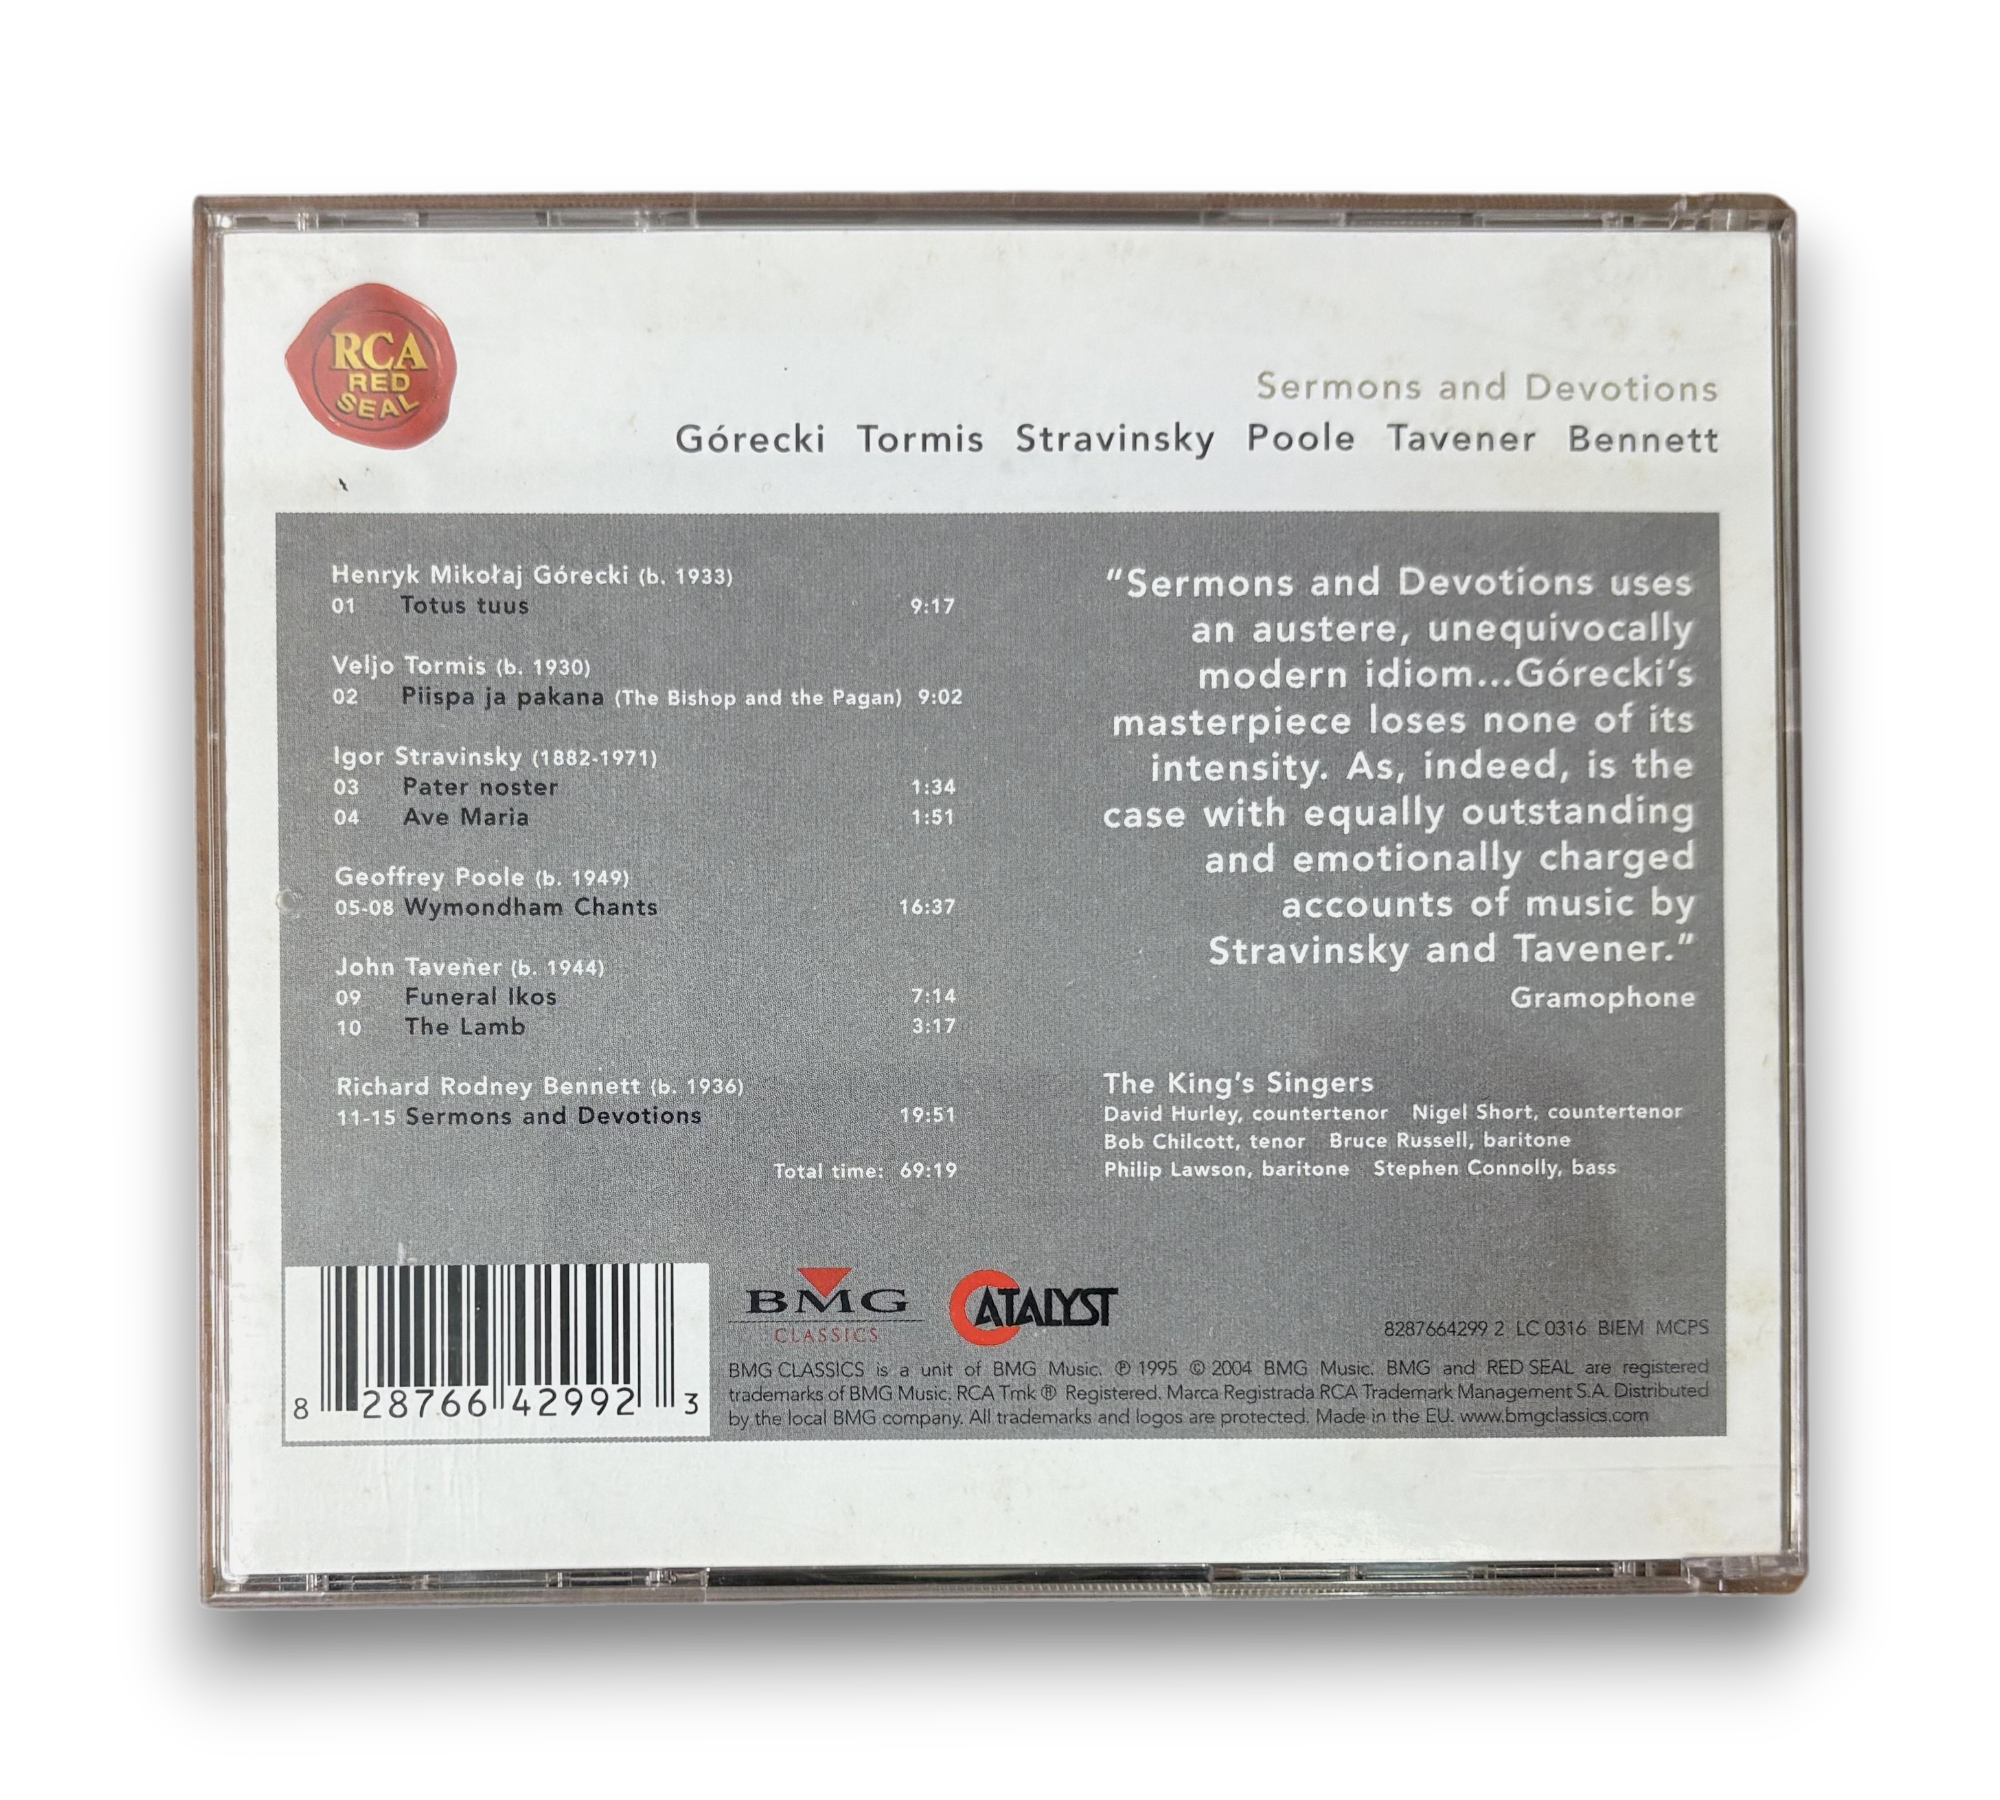 RCA
RED
SEAL
Sermons and Devotions
Górecki Tormis Stravinsky Poole Tavener Bennett
Henryk Mikołaj Górecki (b. 1933)
01 Totus tuus 9:17
Veljo Tormis (b. 1930)
02 Piispa ja pakana (The Bishop and the Pagan) 9:02
Igor Stravinsky (1882-1971)
03 Pater noster 1:34
04 Ave Maria 1:51
Geoffrey Poole (b. 1949)
05-08 Wymondham Chants 16:37
John Tavener (b. 1944)
09 Funeral Ikos 7:14
10 The Lamb 3:17
Richard Rodney Bennett (b. 1936)
11-15 Sermons and Devotions 19:51
Total time: 69:19
“Sermons and Devotions uses
an austere, unequivocally
modern idiom...Górecki’s
masterpiece loses none of its
intensity. As, indeed, is the
case with equally outstanding
and emotionally charged
accounts of music by
Stravinsky and Tavener.”
Gramophone
The King’s Singers
David Hurley, countertenor Nigel Short, countertenor
Bob Chilcott, tenor Bruce Russell, baritone
Philip Lawson, baritone Stephen Connolly, bass
8 28766 42992 3
BMG
CLASSICS
CATALYST
8287664299 2 LC 0316 BIEM MCPS
BMG CLASSICS is a unit of BMG Music. ℗ 1995 © 2004 BMG Music. BMG and RED SEAL are registered
trademarks of BMG Music. RCA Tmk ® Registered. Marca Registrada RCA Trademark Management S.A. Distributed
by the local BMG company. All trademarks and logos are protected. Made in the EU. www.bmgclassics.com